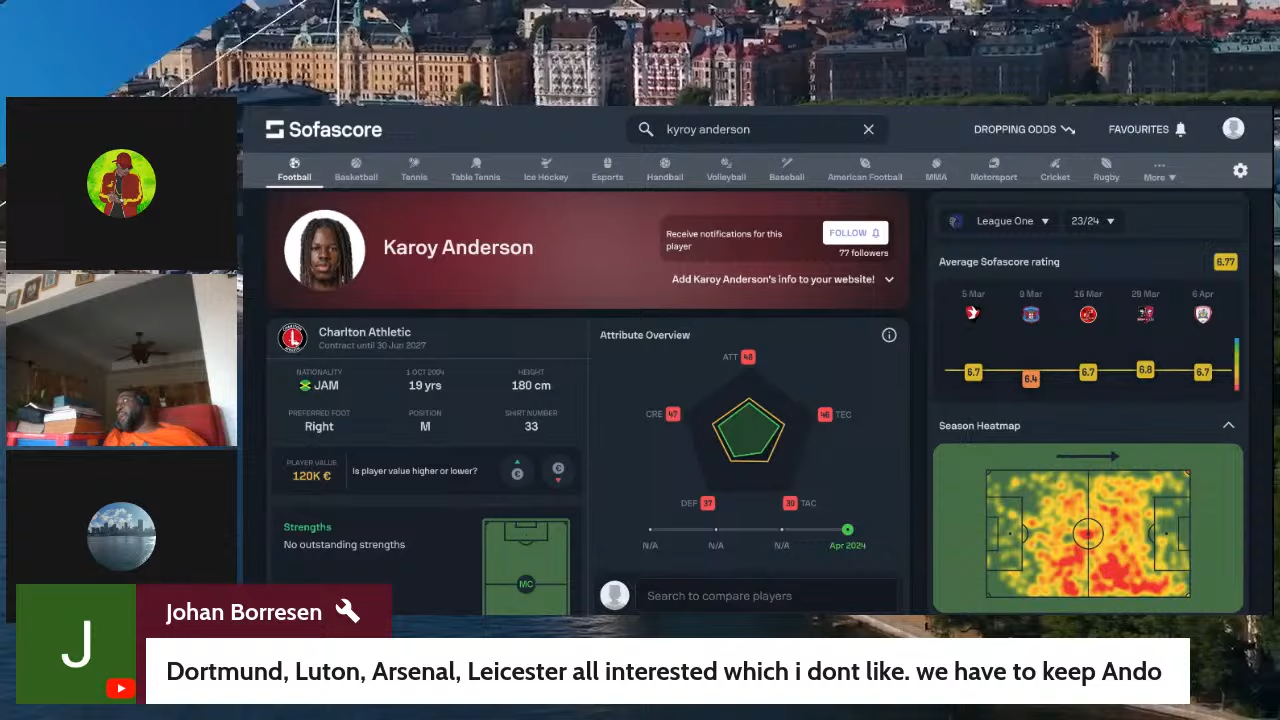 Sofascore
kyroy anderson
DROPPING ODDS
FAVOURITES
Football
Basketball
Tennis
Table Tennis
Ice Hockey
Esports
Handball
Volleyball
Baseball
American Football
MMA
Motorsport
Cricket
Rugby
More
Karoy Anderson
Receive notifications for this
player
FOLLOW
77 followers
Add Karoy Anderson's info to your website!
Charlton Athletic
Contract until 30 Jun 2027
NATIONALITY
JAM
1 OCT 2004
19 yrs
HEIGHT
180 cm
PREFERRED FOOT
Right
POSITION
M
SHIRT NUMBER
33
PLAYER VALUE
120K €
Is player value higher or lower?
Strengths
No outstanding strengths
MC
Attribute Overview
ATT 48
CRE 47
46 TEC
DEF 37
39 TAC
N/A
N/A
N/A
Apr 2024
Search to compare players
League One
23/24
Average Sofascore rating
6.77
5 Mar
9 Mar
16 Mar
29 Mar
6 Apr
6.7
6.4
6.7
6.8
6.7
Season Heatmap
J
Johan Borresen
Dortmund, Luton, Arsenal, Leicester all interested which i dont like. we have to keep Ando